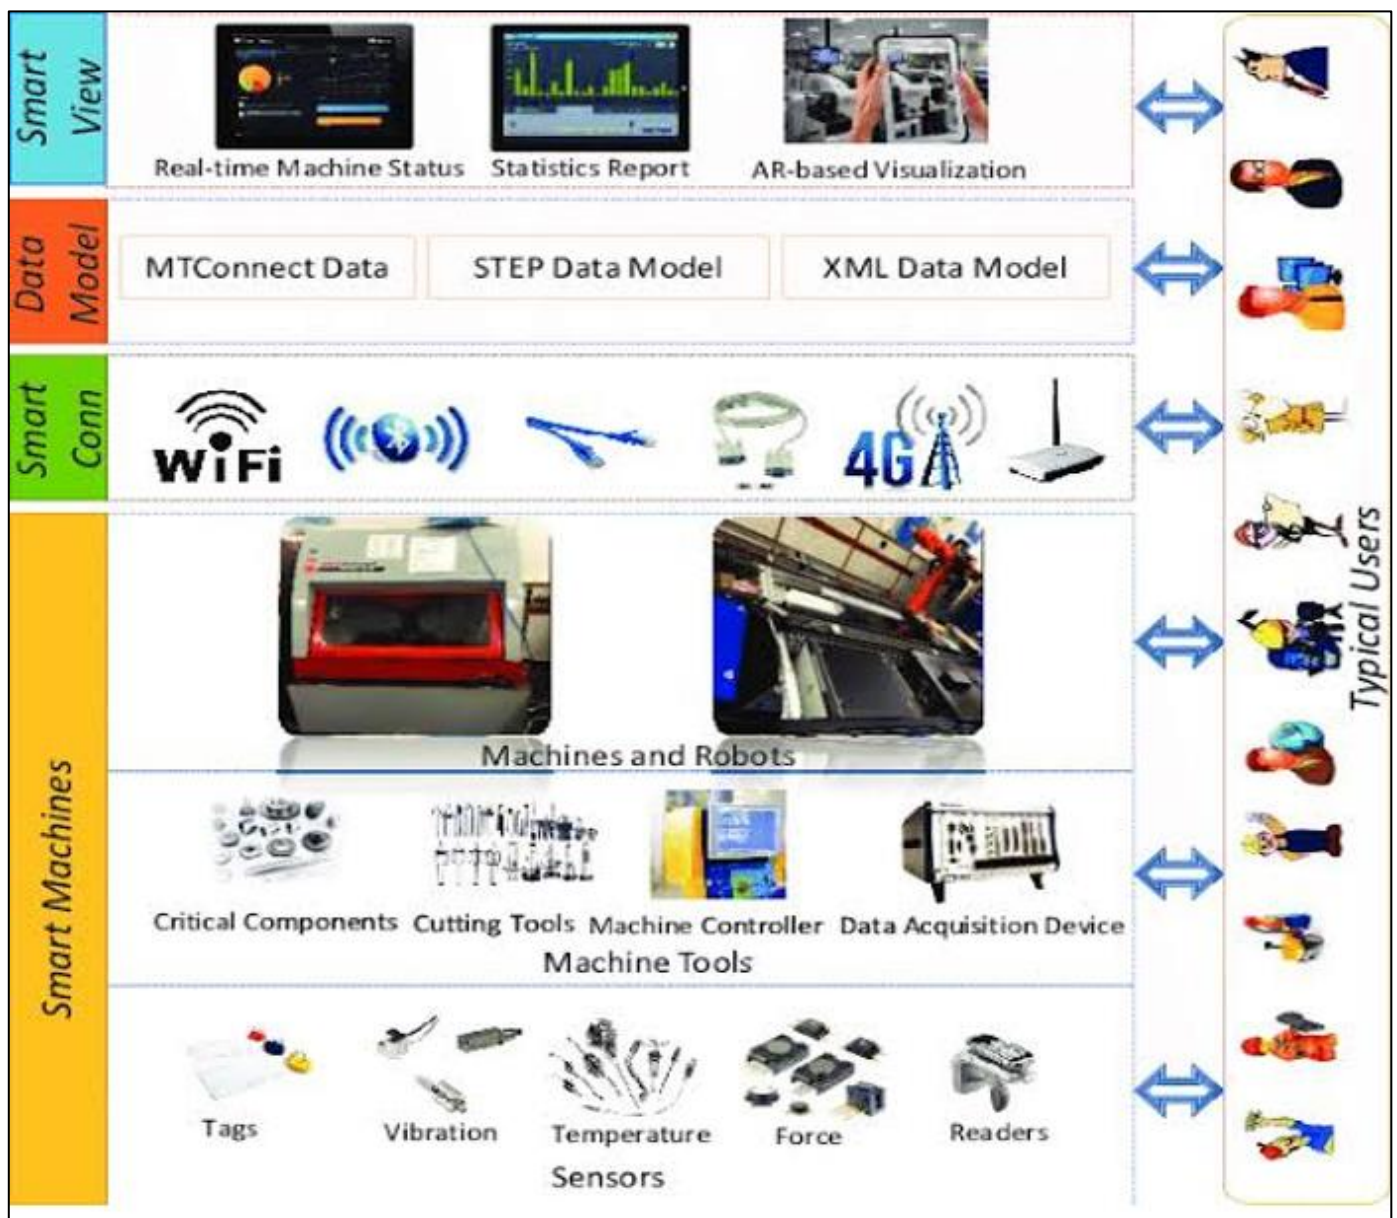 Smart
View
Real-time Machine Status
Statistics Report
AR-based Visualization
Data
Model
MTConnect Data
STEP Data Model
XML Data Model
Smart
Conn
WiFi
4G
Smart Machines
Machines and Robots
Critical Components
Cutting Tools
Machine Controller
Data Acquisition Device
Machine Tools
Tags
Vibration
Temperature
Force
Readers
Sensors
Typical Users